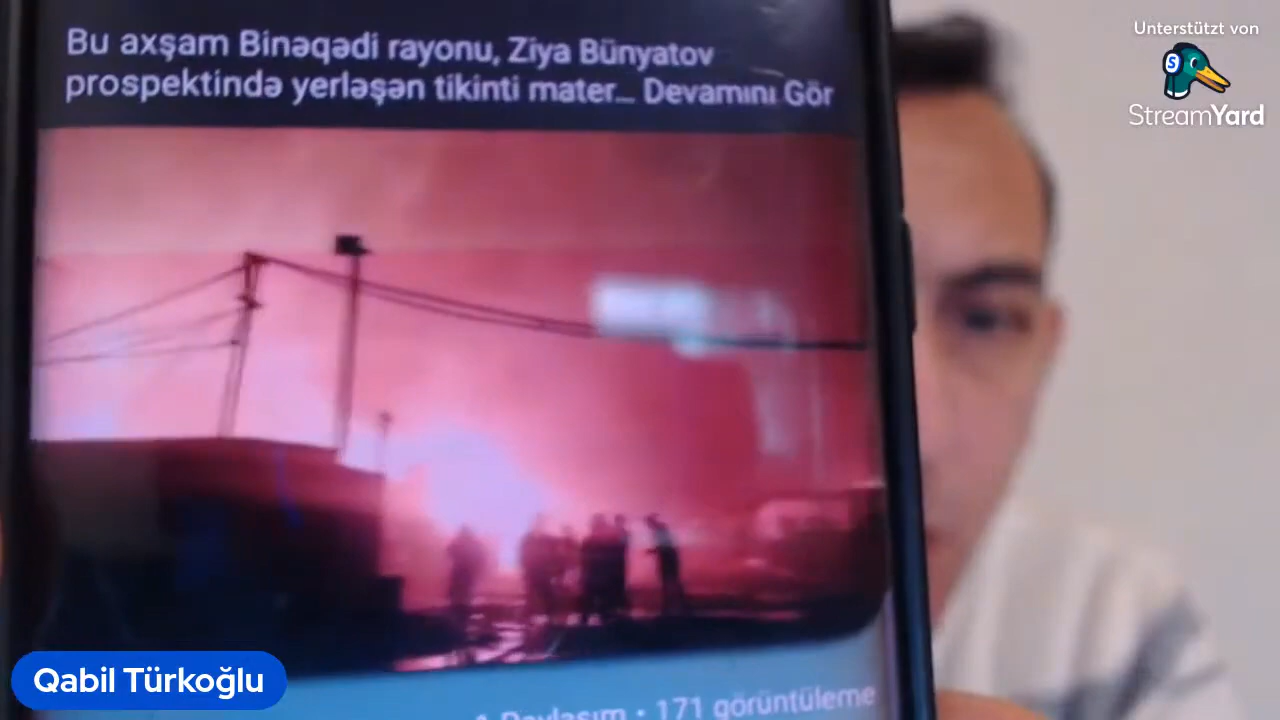 Bu axşam Binəqədi rayonu, Ziya Bünyatov
prospektində yerləşən tikinti mater... Devamını Gör
Unterstützt von
StreamYard
Qabil Türkoğlu
Paylaşım • 171 görüntüleme